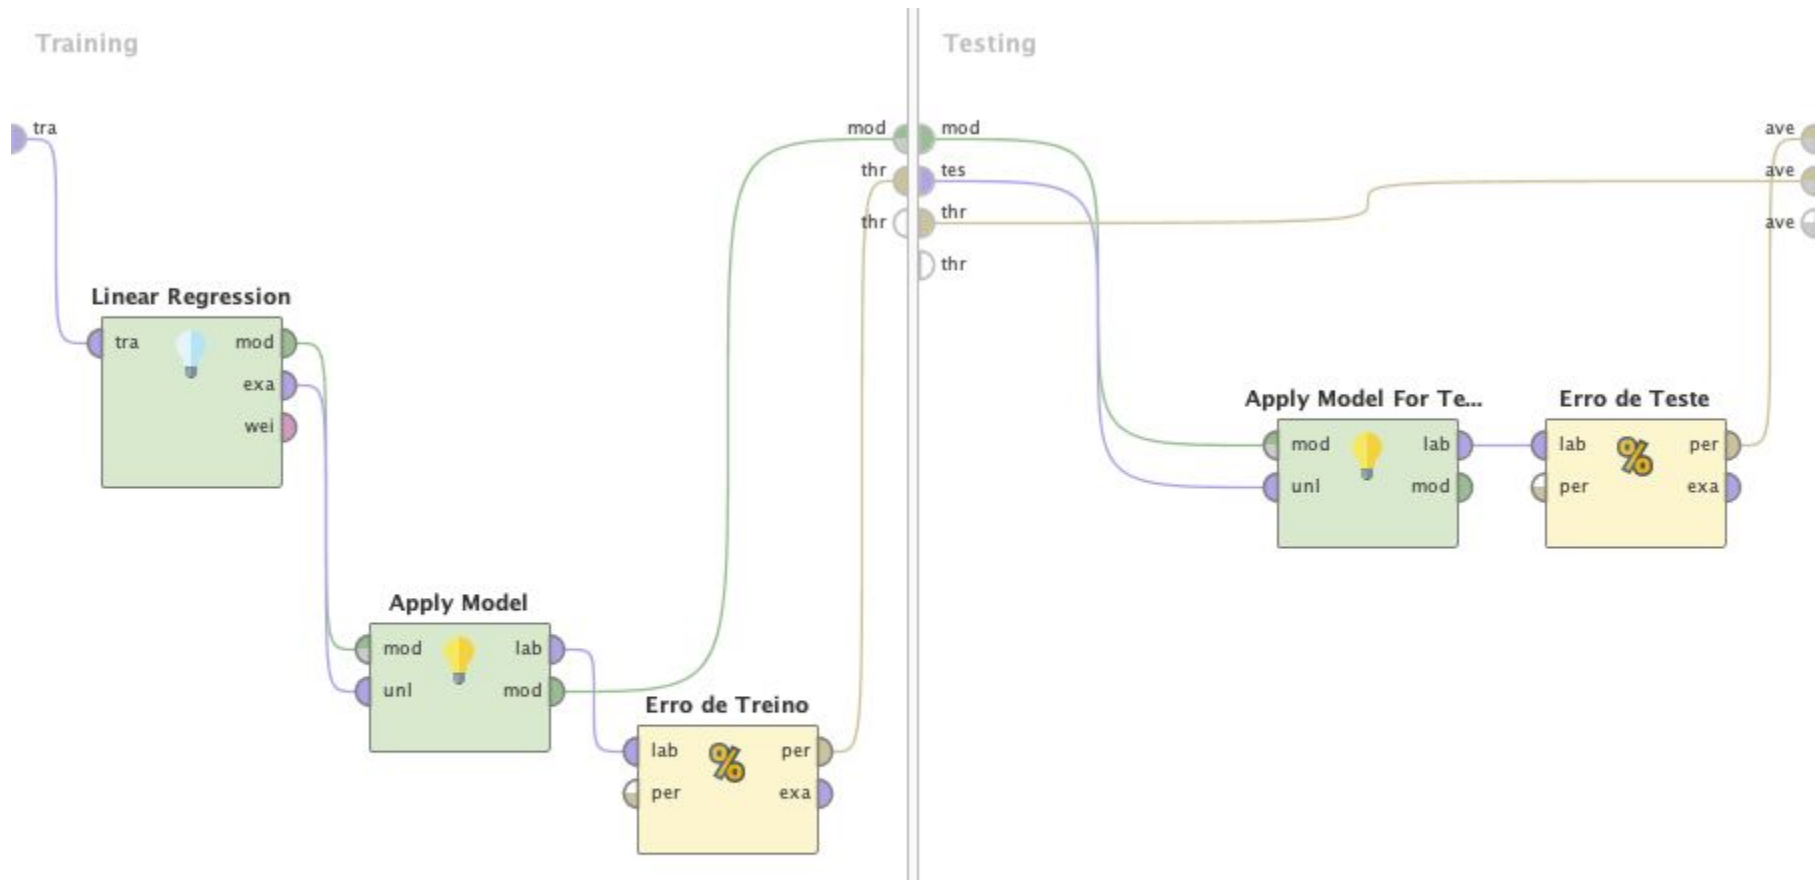 Training
tra
mod
thr
thr
Linear Regression
tra
mod
exa
wei
Apply Model
mod
lab
unl
mod
Erro de Treino
lab
per
per
exa
Testing
mod
tes
thr
thr
ave
ave
ave
Apply Model For Te...
mod
lab
unl
mod
Erro de Teste
lab
per
per
exa